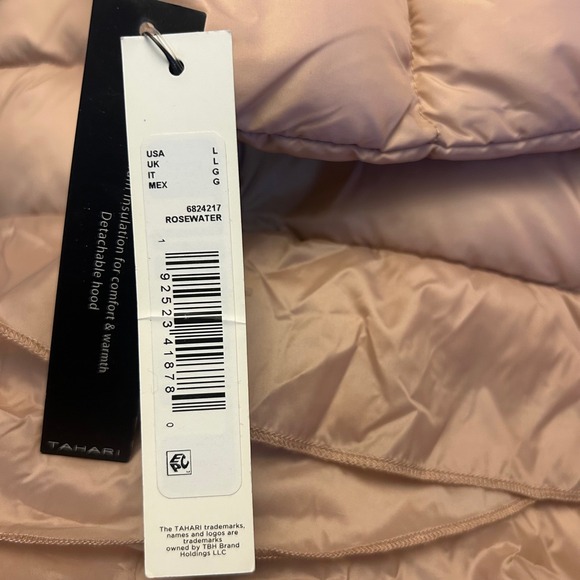 USA L
UK L
IT G
MEX G
6824217
ROSEWATER
1 92523 41878 0
EPC
The TAHARI trademarks,
names and logos are
trademarks
owned by TBH Brand
Holdings LLC
insulation for comfort & warmth
Detachable hood
TAHARI